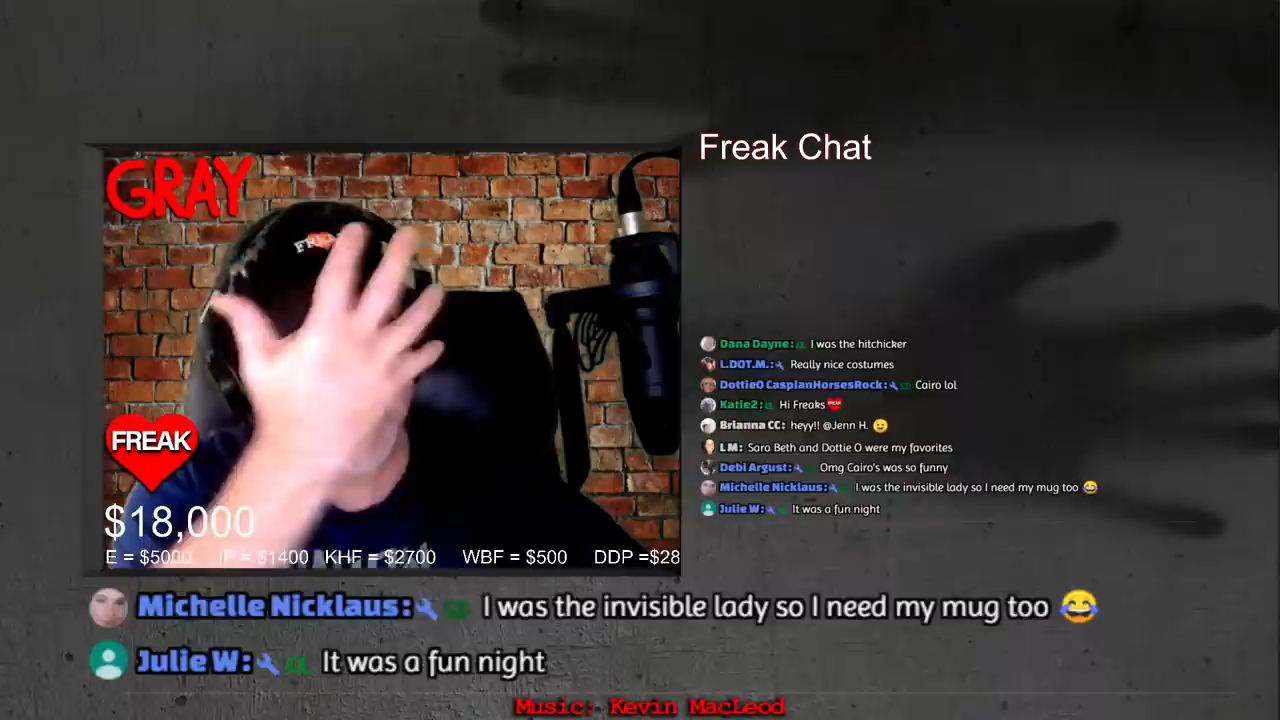 GRAY
FREAK
$18,000
E = $5000 IP = $1400 KHF = $2700 WBF = $500 DDP =$28
Freak Chat
Dana Dayne: I was the hitchicker
L.DOT.M.: Really nice costumes
DottieO CaspianHorsesRock: Cairo lol
Katie2: Hi Freaks
Brianna CC: heyy!! @Jenn H. 😉
L M: Sara Beth and Dottie O were my favorites
Debi Argust: Omg Cairo's was so funny
Michelle Nicklaus: I was the invisible lady so I need my mug too 😂
Julie W: It was a fun night
Michelle Nicklaus: I was the invisible lady so I need my mug too 😂
Julie W: It was a fun night
Music: Kevin MacLeod